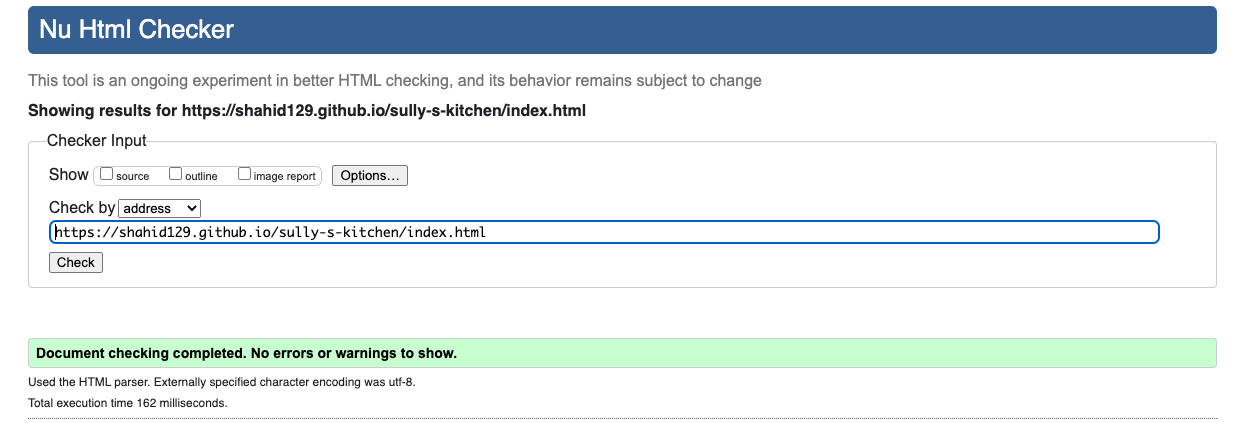 Nu Html Checker
This tool is an ongoing experiment in better HTML checking, and its behavior remains subject to change
Showing results for https://shahid129.github.io/sully-s-kitchen/index.html
Checker Input
Show source outline image report Options...
Check by address
https://shahid129.github.io/sully-s-kitchen/index.html
Check
Document checking completed. No errors or warnings to show.
Used the HTML parser. Externally specified character encoding was utf-8.
Total execution time 162 milliseconds.